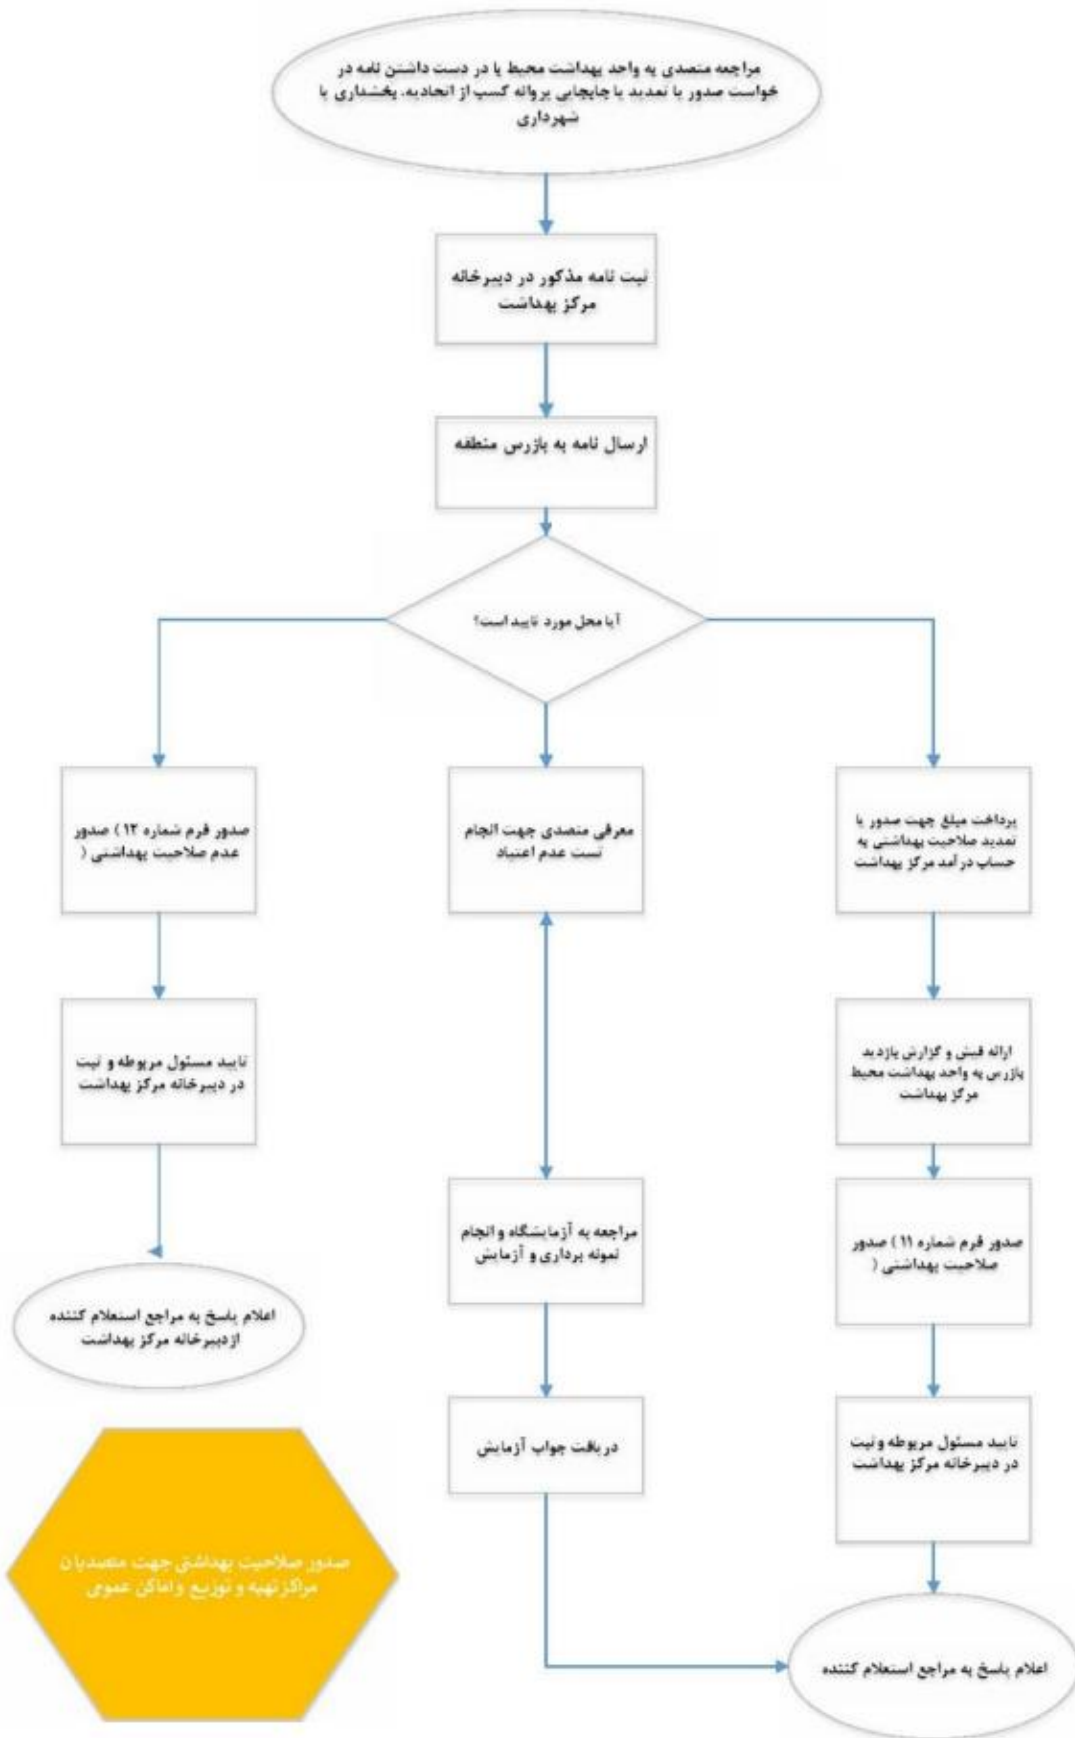 مراجعه متصدی به واحد بهداشت محیط با در دست داشتن نامه در
خواست صدور یا تمدید یا جابجایی پروانه کسب از اتحادیه، بخشداری یا
شهرداری
ثبت نامه مذکور در دبیرخانه
مرکز بهداشت
ارسال نامه به بازرس منطقه
آیا محل مورد تایید است؟
پرداخت مبلغ جهت صدور یا
تمدید صلاحیت بهداشتی به
حساب درآمد مرکز بهداشت
معرفی متصدی جهت انجام
تست عدم اعتیاد
صدور فرم شماره ۱۲ ) صدور
عدم صلاحیت بهداشتی (
ارائه فیش و گزارش بازدید
بازرس به واحد بهداشت محیط
مرکز بهداشت
تایید مسئول مربوطه و ثبت
در دبیرخانه مرکز بهداشت
صدور فرم شماره ۱۱ ) صدور
صلاحیت بهداشتی (
مراجعه به آزمایشگاه و انجام
نمونه برداری و آزمایش
اعلام پاسخ به مراجع استعلام کننده
از دبیرخانه مرکز بهداشت
تایید مسئول مربوطه و ثبت
در دبیرخانه مرکز بهداشت
دریافت جواب آزمایش
صدور صلاحیت بهداشتی جهت متصدیان
مراکز تهیه و توزیع و اماکن عمومی
اعلام پاسخ به مراجع استعلام کننده